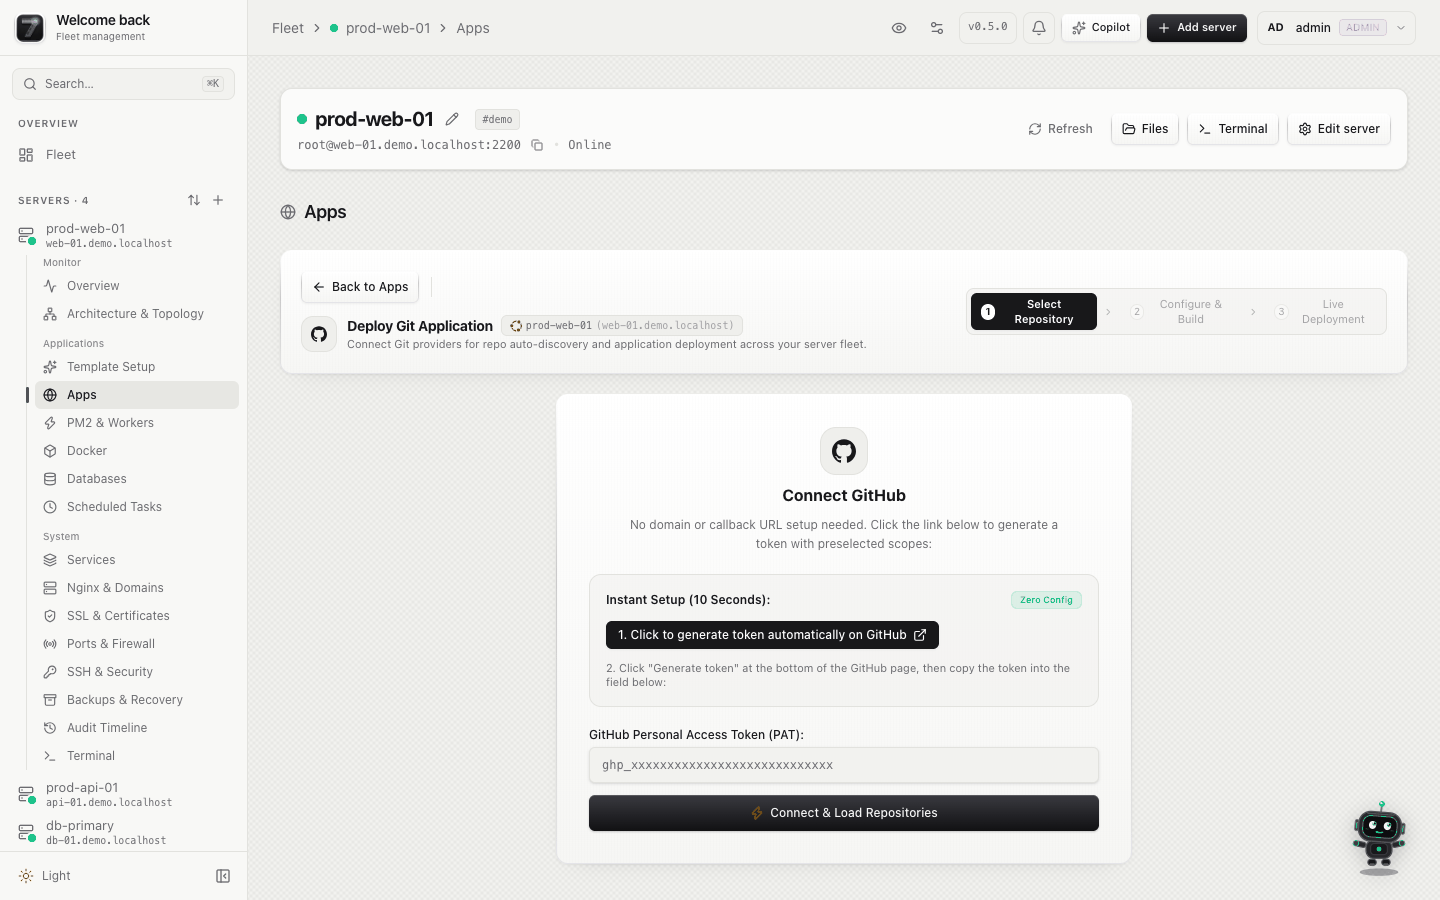 Welcome back
Fleet management
Search...
⌘K
OVERVIEW
Fleet
SERVERS · 4
prod-web-01
web-01.demo.localhost
Monitor
Overview
Architecture & Topology
Applications
Template Setup
Apps
PM2 & Workers
Docker
Databases
Scheduled Tasks
System
Services
Nginx & Domains
SSL & Certificates
Ports & Firewall
SSH & Security
Backups & Recovery
Audit Timeline
Terminal
prod-api-01
api-01.demo.localhost
db-primary
db-01.demo.localhost
Light
Fleet > prod-web-01 > Apps
v0.5.0
Copilot
Add server
AD admin ADMIN
prod-web-01
#demo
root@web-01.demo.localhost:2200 • Online
Refresh
Files
Terminal
Edit server
Apps
Back to Apps
Deploy Git Application
prod-web-01 (web-01.demo.localhost)
Connect Git providers for repo auto-discovery and application deployment across your server fleet.
1 Select Repository
2 Configure & Build
3 Live Deployment
Connect GitHub
No domain or callback URL setup needed. Click the link below to generate a
token with preselected scopes:
Instant Setup (10 Seconds):
Zero Config
1. Click to generate token automatically on GitHub
2. Click "Generate token" at the bottom of the GitHub page, then copy the token into the
field below:
GitHub Personal Access Token (PAT):
ghp_xxxxxxxxxxxxxxxxxxxxxxxxxxxx
Connect & Load Repositories